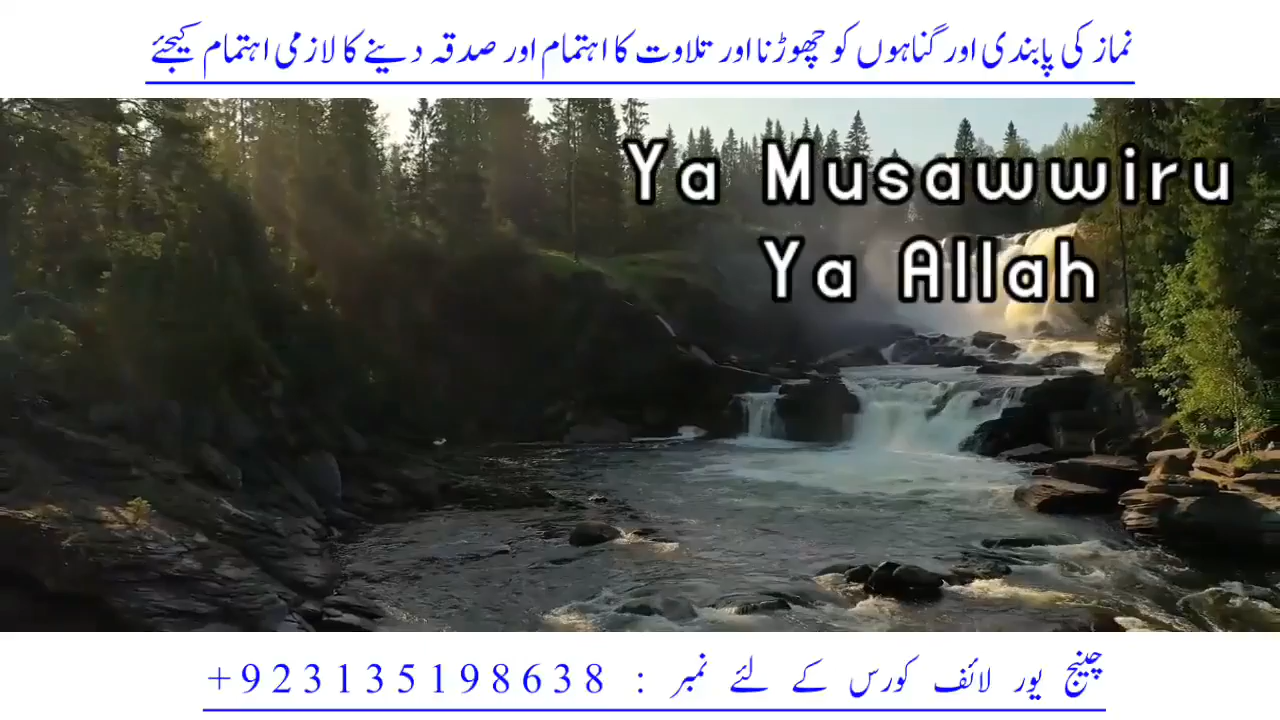 نماز کی پابندی اور گناہوں کو چھوڑنا اور تلاوت کا اہتمام اور صدقہ دینے کا لازمی اہتمام کیجئے
Ya Musawwiru
Ya Allah
چینج یور لائف کورس کے لئے نمبر : 923135198638+